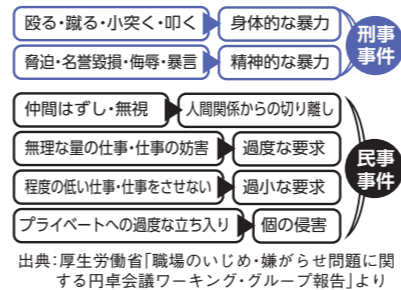 殴る・蹴る・小突く・叩く
身体的な暴力
脅迫・名誉毀損・侮辱・暴言
精神的な暴力
刑事
事件
仲間はずし・無視
人間関係からの切り離し
無理な量の仕事・仕事の妨害
過度な要求
程度の低い仕事・仕事をさせない
過小な要求
プライベートへの過度な立ち入り
個の侵害
民事
事件
出典：厚生労働省「職場のいじめ・嫌がらせ問題に関
する円卓会議ワーキング・グループ報告」より